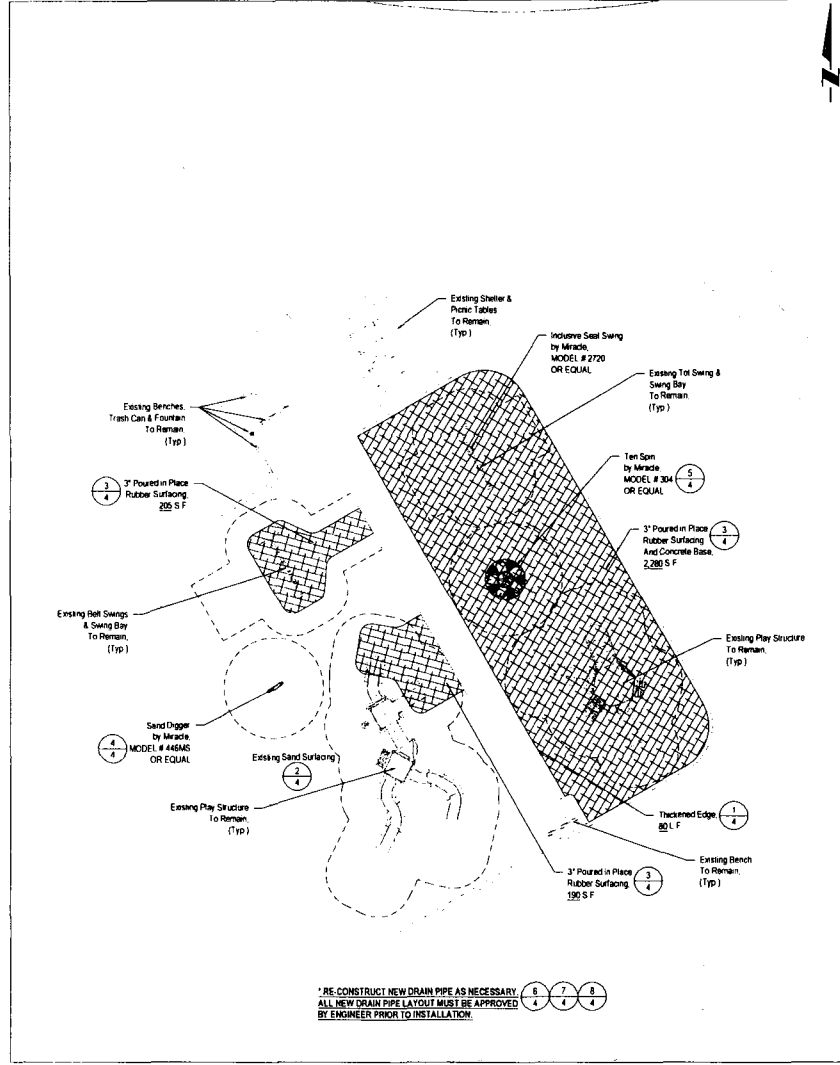 Existing Shelter &
Picnic Tables
To Remain,
(Typ.)
Inclusive Seat Swing
by Miracle,
MODEL # 2720
OR EQUAL
Existing Tot Swing &
Swing Bay
To Remain,
(Typ.)
Existing Benches,
Trash Can & Fountain
To Remain,
(Typ.)
Ten Spin
by Miracle,
MODEL # 304
OR EQUAL
5
4
3
4
3" Poured in Place
Rubber Surfacing,
205 S.F.
3" Poured in Place
Rubber Surfacing
And Concrete Base,
2,280 S.F.
3
4
Existing Belt Swings
& Swing Bay
To Remain,
(Typ.)
Existing Play Structure
To Remain,
(Typ.)
Sand Digger
by Miracle,
MODEL # 446MS
OR EQUAL
4
4
Existing Sand Surfacing
2
4
Existing Play Structure
To Remain,
(Typ.)
Thickened Edge,
80 L.F.
1
4
Existing Bench
To Remain,
(Typ.)
3" Poured in Place
Rubber Surfacing,
190 S.F.
3
4
* RE-CONSTRUCT NEW DRAIN PIPE AS NECESSARY.
ALL NEW DRAIN PIPE LAYOUT MUST BE APPROVED
BY ENGINEER PRIOR TO INSTALLATION.
6
4
7
4
8
4